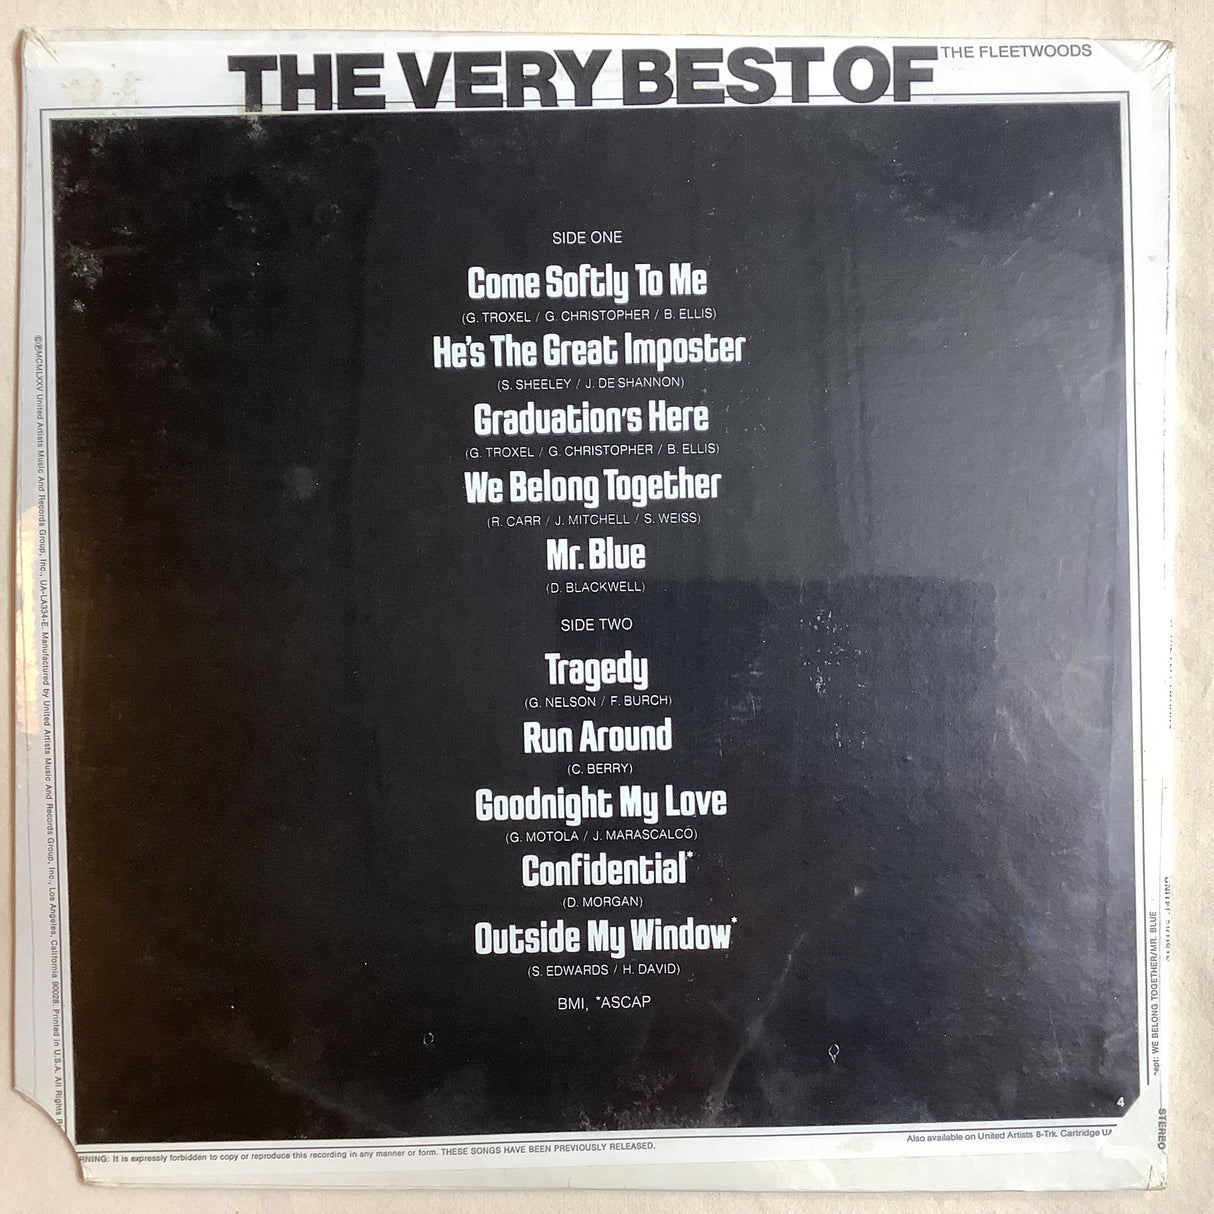 THE VERY BEST OF THE FLEETWOODS
SIDE ONE
Come Softly To Me
(G. TROXEL / G. CHRISTOPHER / B. ELLIS)
He's The Great Imposter
(S. SHEELEY / J. DE SHANNON)
Graduation's Here
(G. TROXEL / G. CHRISTOPHER / B. ELLIS)
We Belong Together
(R. CARR / J. MITCHELL / S. WEISS)
Mr. Blue
(D. BLACKWELL)
SIDE TWO
Tragedy
(G. NELSON / F. BURCH)
Run Around
(C. BERRY)
Goodnight My Love
(G. MOTOLA / J. MARASCALCO)
Confidential*
(D. MORGAN)
Outside My Window*
(S. EDWARDS / H. DAVID)
BMI, *ASCAP
4
Also available on United Artists 8-Trk. Cartridge UA
RNING: It is expressly forbidden to copy or reproduce this recording in any manner or form. THESE SONGS HAVE BEEN PREVIOUSLY RELEASED.
©℗MCMLXXV United Artists Music And Records Group, Inc., UA-LA334-E. Manufactured by United Artists Music And Records Group, Inc., Los Angeles, California 90028. Printed in U.S.A. All Rights R
ept: WE BELONG TOGETHER/MR. BLUE
STEREO